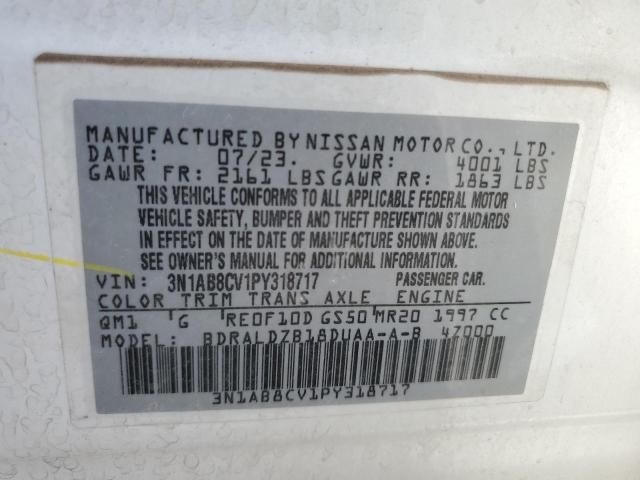 MANUFACTURED BY NISSAN MOTOR CO., LTD.
DATE: 07/23. GVWR: 4001 LBS
GAWR FR: 2161 LBS GAWR RR: 1863 LBS
THIS VEHICLE CONFORMS TO ALL APPLICABLE FEDERAL MOTOR
VEHICLE SAFETY, BUMPER AND THEFT PREVENTION STANDARDS
IN EFFECT ON THE DATE OF MANUFACTURE SHOWN ABOVE.
SEE OWNER'S MANUAL FOR ADDITIONAL INFORMATION.
VIN: 3N1AB8CV1PY318717 PASSENGER CAR.
COLOR TRIM TRANS AXLE ENGINE
QM1 G RE0F10D GS50 MR20 1997 CC
MODEL: BDRALDZB18DUAA-A-B 47000
3N1AB8CV1PY318717